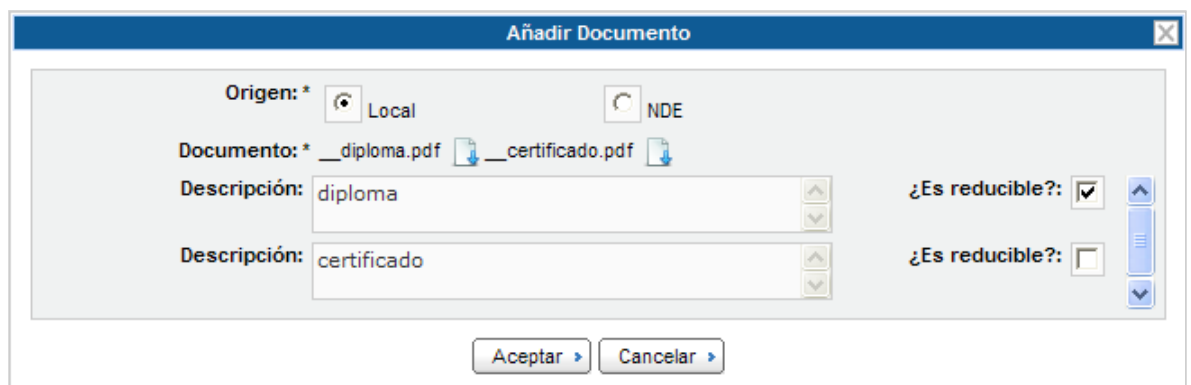 Añadir Documento
Origen: * Local NDE
Documento: * __diploma.pdf __certificado.pdf
Descripción: diploma ¿Es reducible?:
Descripción: certificado ¿Es reducible?:
Aceptar Cancelar